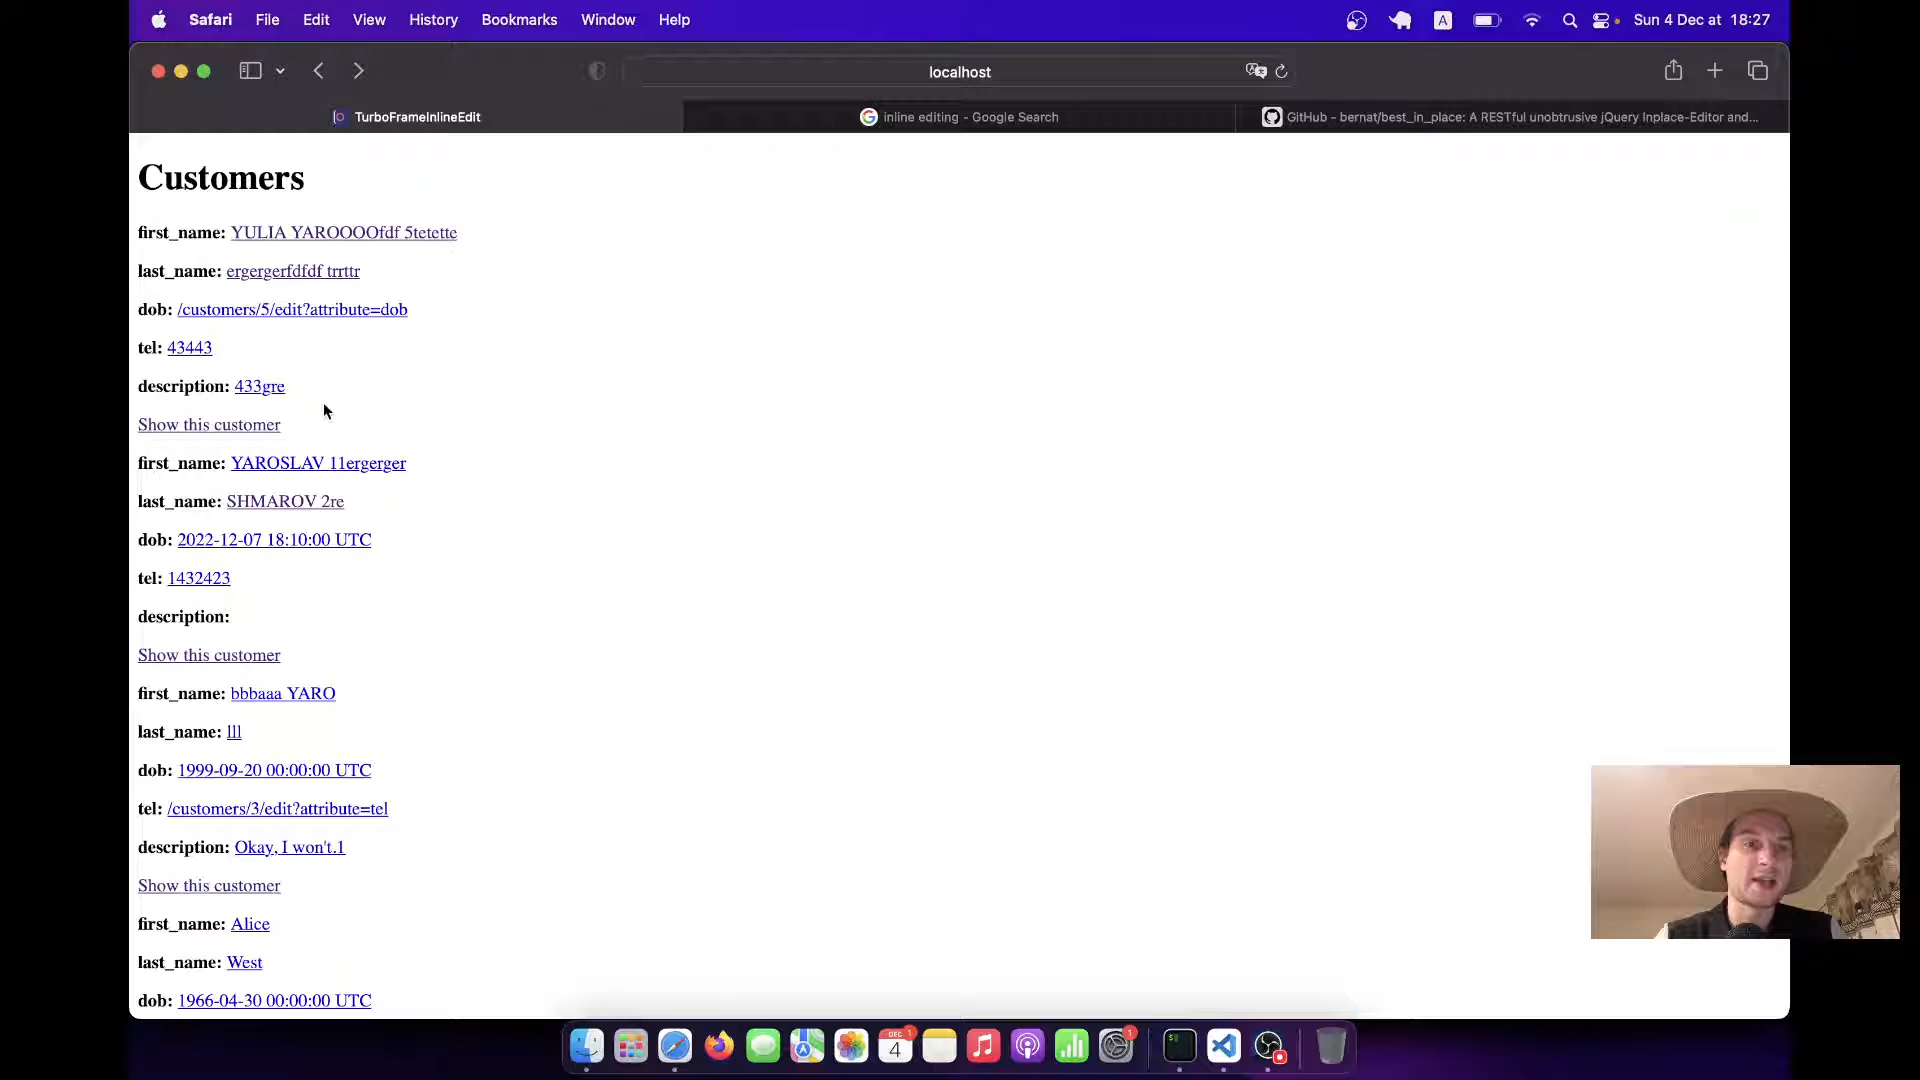 Safari File Edit View History Bookmarks Window Help
A
Sun 4 Dec at 18:27
localhost
TurboFrameInlineEdit
inline editing - Google Search
GitHub - bernat/best_in_place: A RESTful unobtrusive jQuery Inplace-Editor and...
Customers
first_name: YULIA YAROOOOfdf 5tetette
last_name: ergergerfdfdf trrttr
dob: /customers/5/edit?attribute=dob
tel: 43443
description: 433gre
Show this customer
first_name: YAROSLAV 11ergerger
last_name: SHMAROV 2re
dob: 2022-12-07 18:10:00 UTC
tel: 1432423
description:
Show this customer
first_name: bbbaaa YARO
last_name: lll
dob: 1999-09-20 00:00:00 UTC
tel: /customers/3/edit?attribute=tel
description: Okay, I won't.1
Show this customer
first_name: Alice
last_name: West
dob: 1966-04-30 00:00:00 UTC
DEC
4
1
1